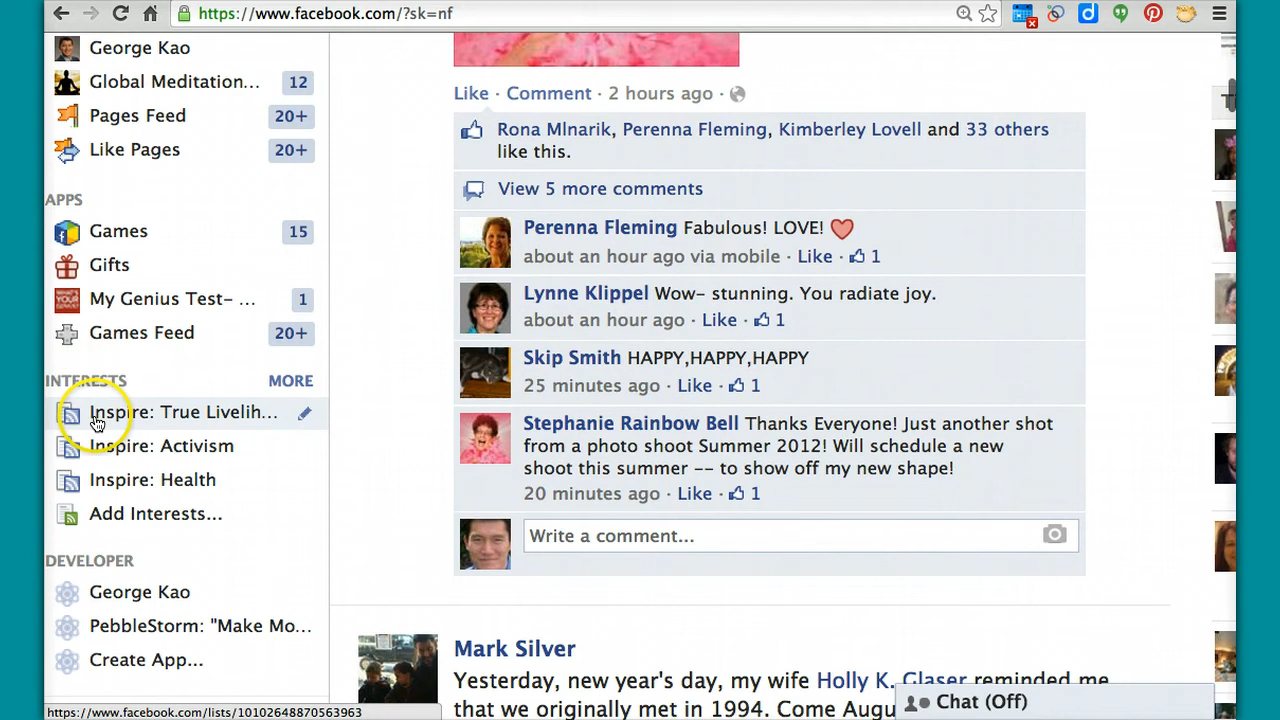 https://www.facebook.com/?sk=nf
George Kao
Global Meditation... 12
Pages Feed 20+
Like Pages 20+
APPS
Games 15
Gifts
My Genius Test- ... 1
Games Feed 20+
INTERESTS MORE
Inspire: True Livelih...
Inspire: Activism
Inspire: Health
Add Interests...
DEVELOPER
George Kao
PebbleStorm: "Make Mo...
Create App...
https://www.facebook.com/lists/10102648870563963
Like · Comment · 2 hours ago ·
Rona Mlnarik, Perenna Fleming, Kimberley Lovell and 33 others
like this.
View 5 more comments
Perenna Fleming Fabulous! LOVE!
about an hour ago via mobile · Like · 1
Lynne Klippel Wow- stunning. You radiate joy.
about an hour ago · Like · 1
Skip Smith HAPPY,HAPPY,HAPPY
25 minutes ago · Like · 1
Stephanie Rainbow Bell Thanks Everyone! Just another shot
from a photo shoot Summer 2012! Will schedule a new
shoot this summer -- to show off my new shape!
20 minutes ago · Like · 1
Write a comment...
Mark Silver
Yesterday, new year's day, my wife Holly K. Glaser reminded me
that we originally met in 1994. Come Augu
Chat (Off)